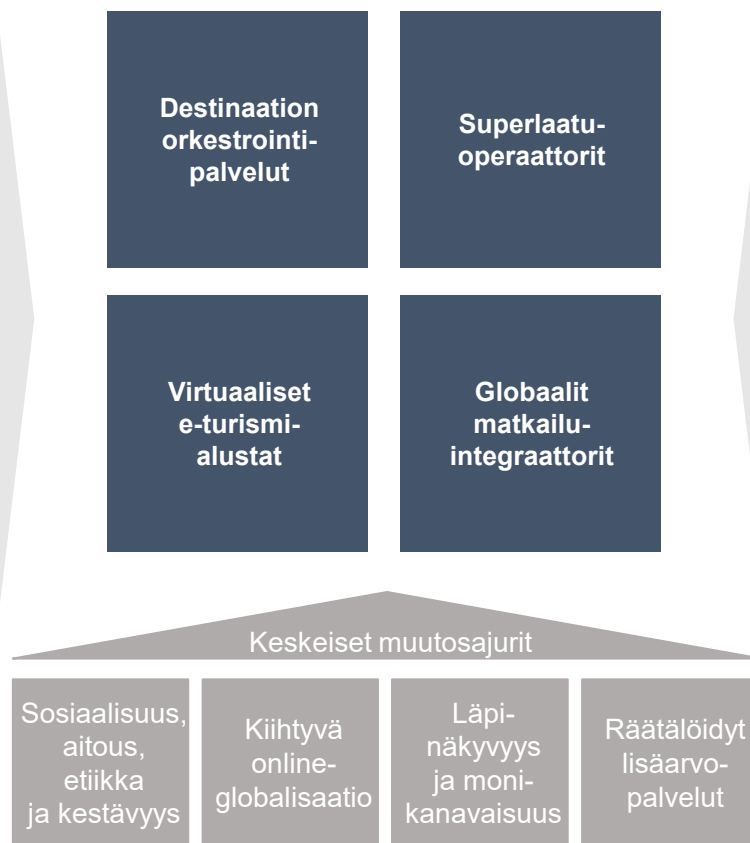 Destinaation
orkestrointi-
palvelut
Superlaatu-
operaattorit
Virtuaaliset
e-turismi-
alustat
Globaalit
matkailu-
integraattorit
Keskeiset muutosajurit
Sosiaalisuus,
aitous,
etiikka
ja kestävyys
Kiihtyvä
online-
globalisaatio
Läpi-
näkyvyys
ja moni-
kanavaisuus
Räätälöidyt
lisäarvo-
palvelut